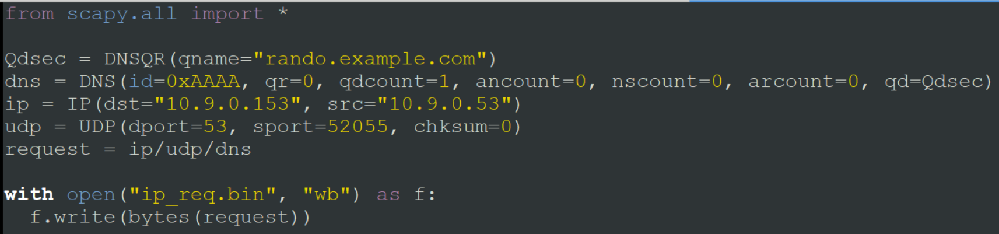 from scapy.all import *
Qdsec = DNSQR(qname="rando.example.com")
dns = DNS(id=0xAAAA, qr=0, qdcount=1, ancount=0, nscount=0, arcount=0, qd=Qdsec)
ip = IP(dst="10.9.0.153", src="10.9.0.53")
udp = UDP(dport=53, sport=52055, chksum=0)
request = ip/udp/dns
with open("ip_req.bin", "wb") as f:
  f.write(bytes(request))